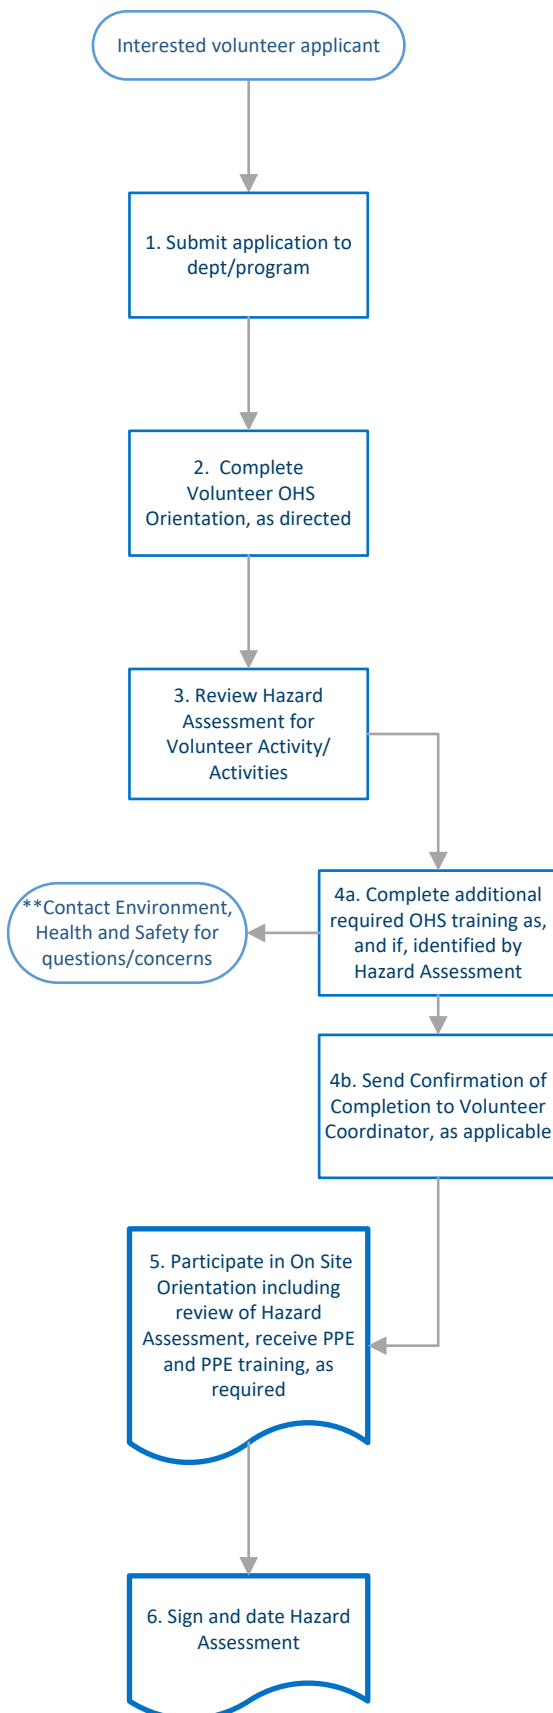 Interested volunteer applicant
1. Submit application to
dept/program
2.  Complete
Volunteer OHS
Orientation, as directed
3. Review Hazard
Assessment for
Volunteer Activity/
Activities
4a. Complete additional
required OHS training as,
and if, identified by
Hazard Assessment
**Contact Environment,
Health and Safety for
questions/concerns
4b. Send Confirmation of
Completion to Volunteer
Coordinator, as applicable
5. Participate in On Site
Orientation including
review of Hazard
Assessment, receive PPE
and PPE training, as
required
6. Sign and date Hazard
Assessment